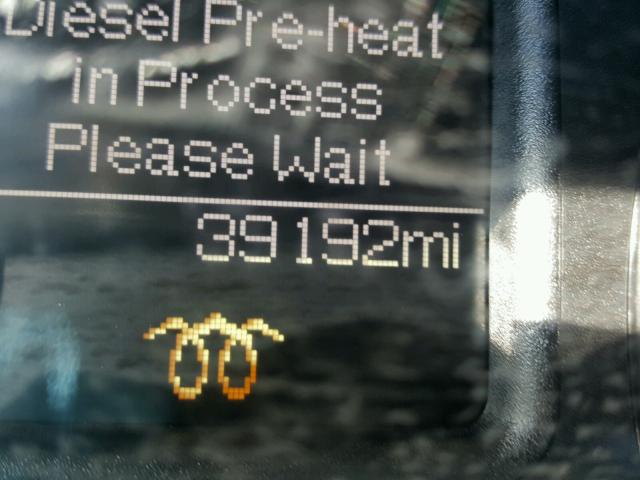 Diesel Pre-heat
in Process
Please Wait
39192mi